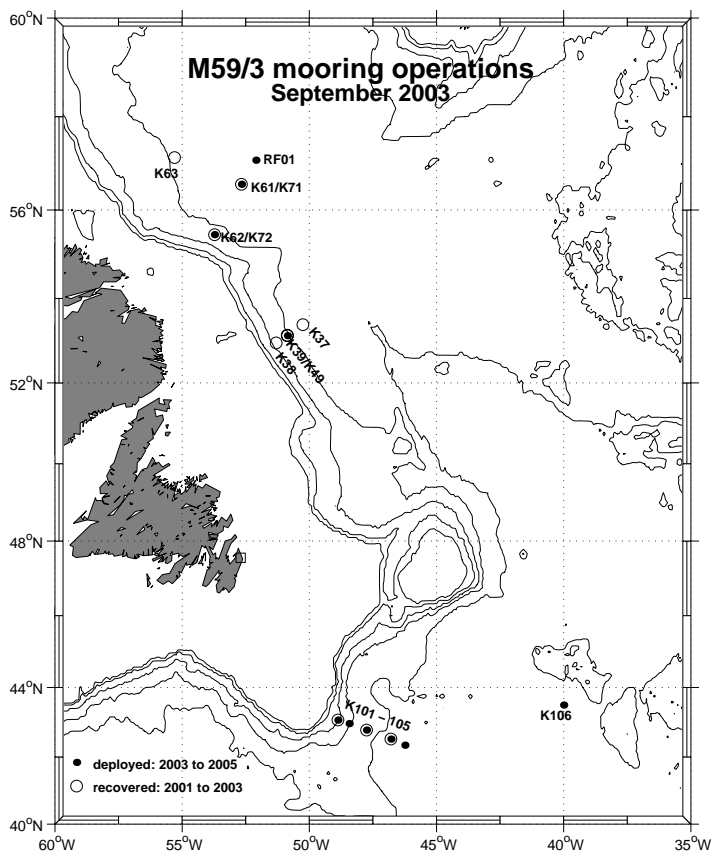 M59/3 mooring operations
September 2003
60°N
56°N
52°N
48°N
44°N
40°N
RF01
K63
K61/K71
K62/K72
K37
K39/K49
K38
K101 – 105
K106
deployed: 2003 to 2005
recovered: 2001 to 2003
60°W
55°W
50°W
45°W
40°W
35°W